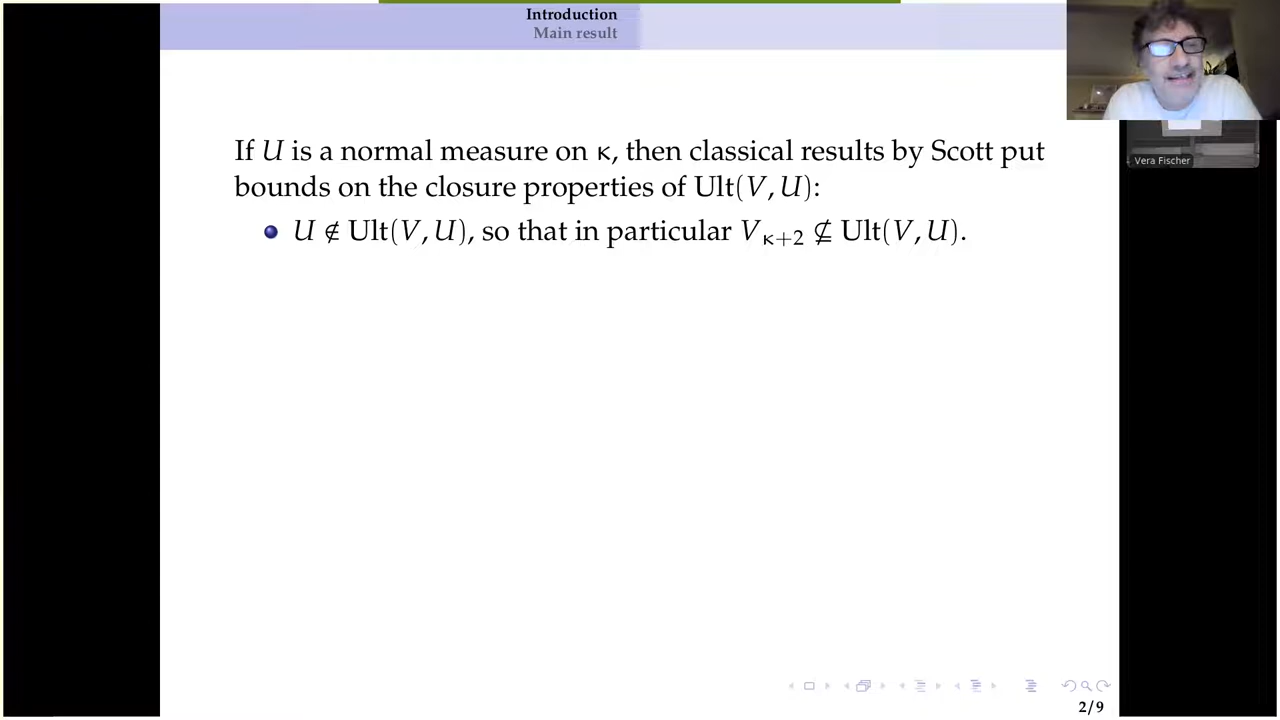 Introduction
Main result
If U is a normal measure on κ, then classical results by Scott put
bounds on the closure properties of Ult(V, U):
U ∉ Ult(V, U), so that in particular V_{κ+2} ⊈ Ult(V, U).
Vera Fischer
2/9